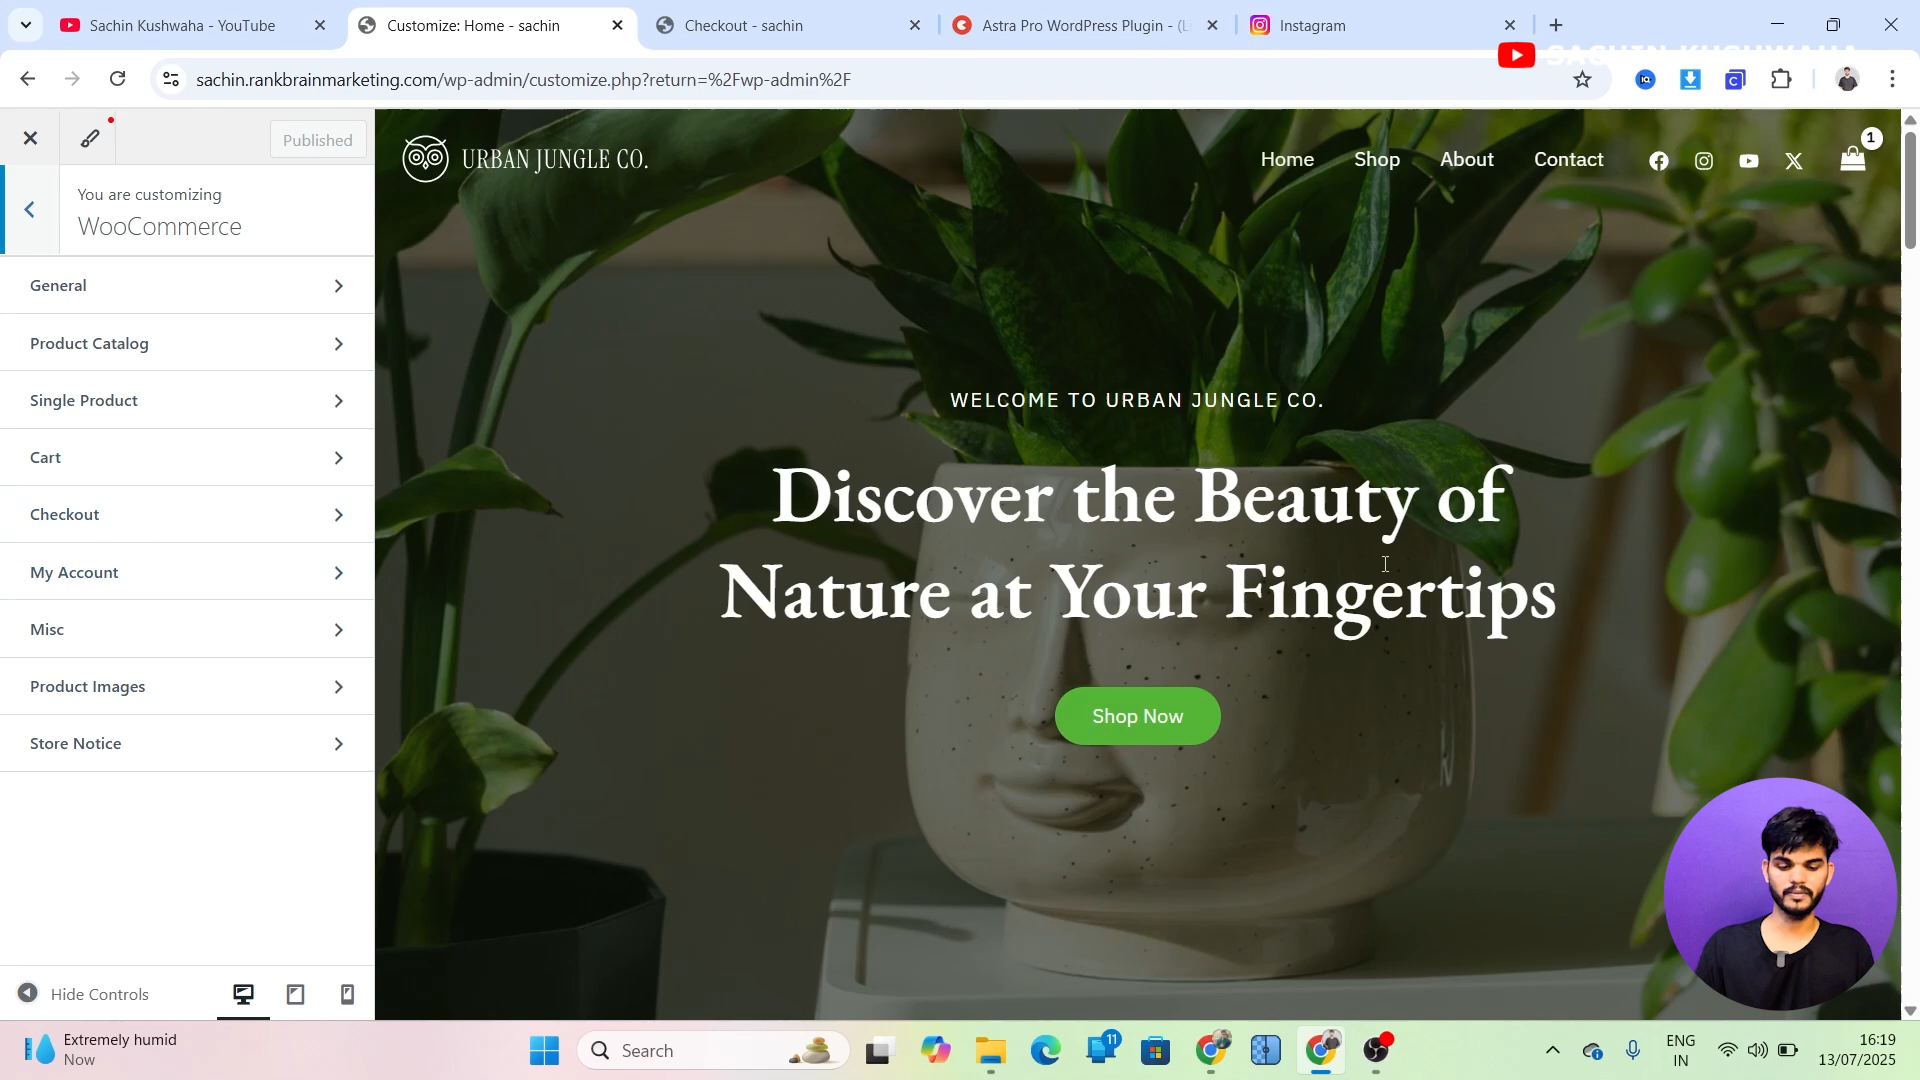 Sachin Kushwaha - YouTube
Customize: Home - sachin
Checkout - sachin
Astra Pro WordPress Plugin - (Li
Instagram
SACHIN KUSHWAHA
sachin.rankbrainmarketing.com/wp-admin/customize.php?return=%2Fwp-admin%2F
Published
You are customizing
WooCommerce
General
Product Catalog
Single Product
Cart
Checkout
My Account
Misc
Product Images
Store Notice
Hide Controls
URBAN JUNGLE CO.
Home
Shop
About
Contact
1
WELCOME TO URBAN JUNGLE CO.
Discover the Beauty of
Nature at Your Fingertips
Shop Now
Extremely humid
Now
Search
11
ENG
IN
16:19
13/07/2025